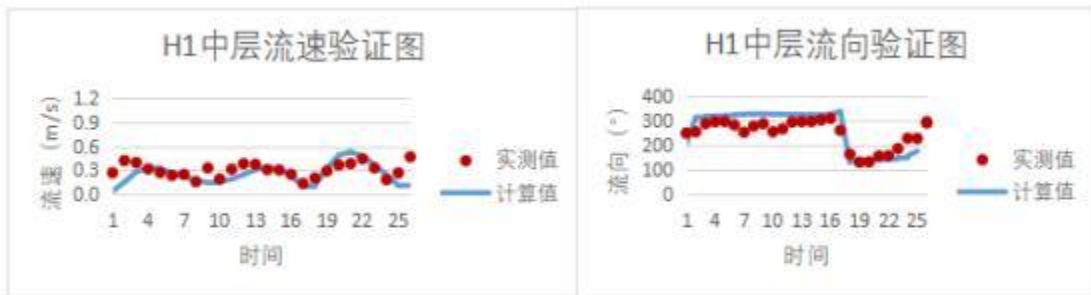 H1中层流速验证图
流速 (m/s)
1.2
0.9
0.6
0.3
0.0
1 4 7 10 13 16 19 22 25
时间
实测值
计算值
H1中层流向验证图
流向 (°)
400
300
200
100
0
1 4 7 10 13 16 19 22 25
时间
实测值
计算值